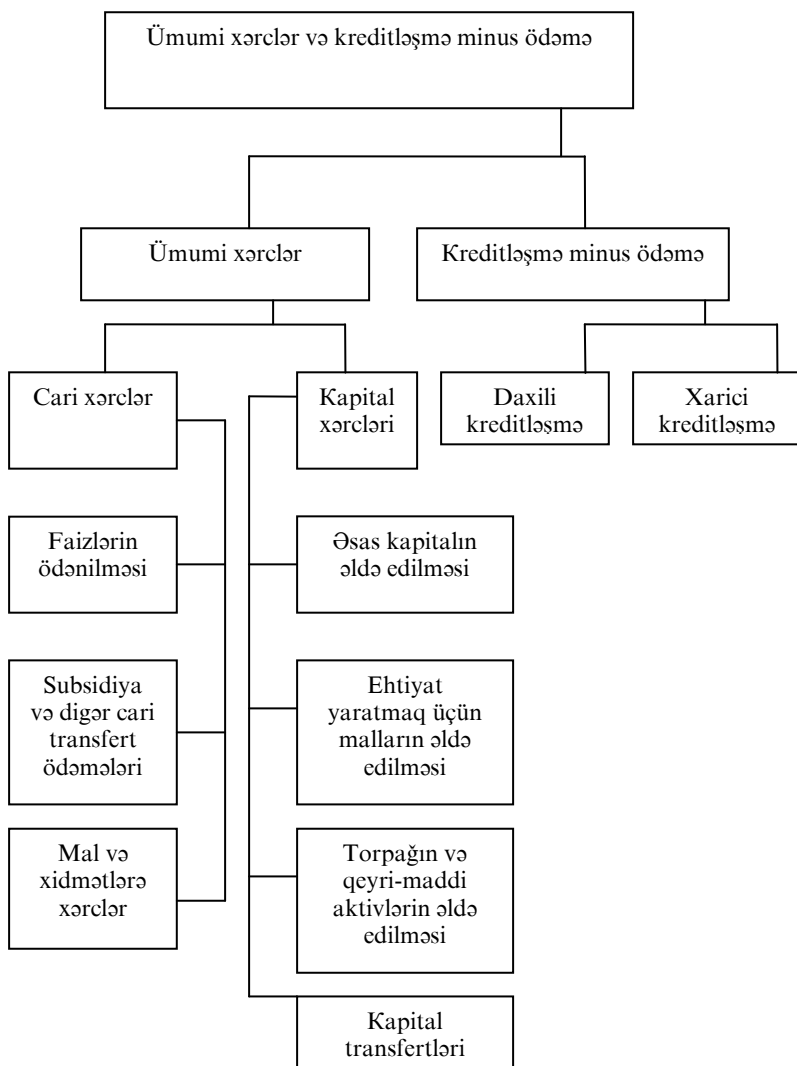 Ümumi xərclər və kreditləşmə minus ödəmə
Ümumi xərclər
Kreditləşmə minus ödəmə
Cari xərclər
Kapital
xərcləri
Daxili
kreditləşmə
Xarici
kreditləşmə
Faizlərin
ödənilməsi
Əsas kapitalın
əldə edilməsi
Subsidiya
və digər cari
transfert
ödəmələri
Ehtiyat
yaratmaq üçün
malların əldə
edilməsi
Mal və
xidmətlərə
xərclər
Torpağın və
qeyri-maddi
aktivlərin əldə
edilməsi
Kapital
transfertləri